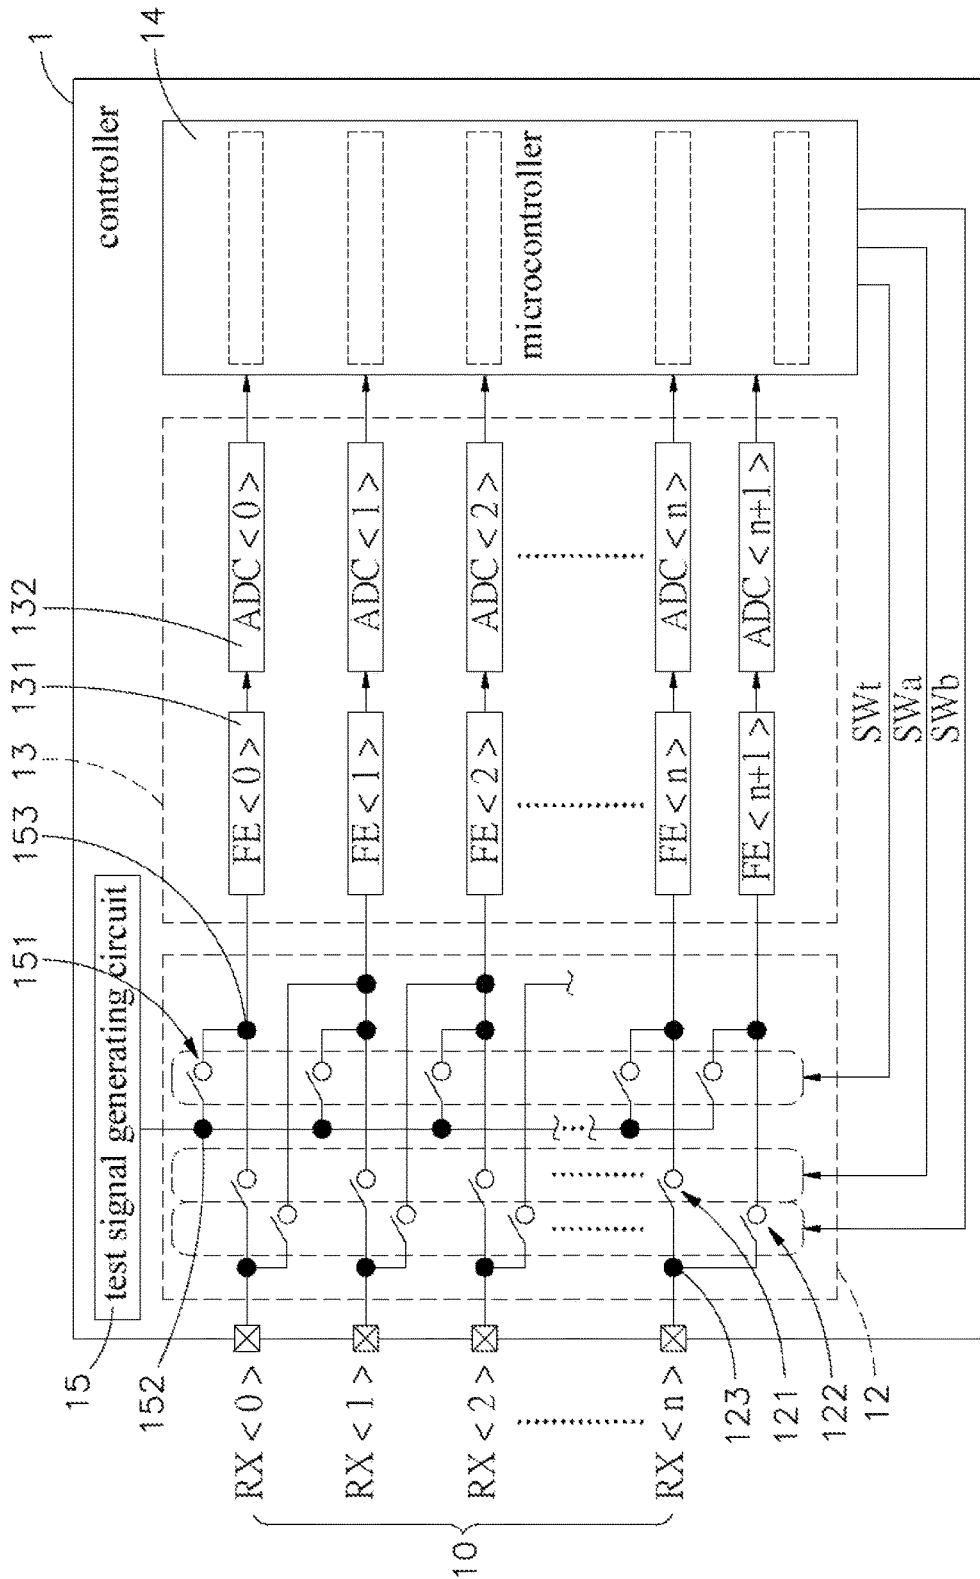 1
controller
14
microcontroller
132
131
13
153
151
test signal generating circuit
15
152
RX < 0 >
FE < 0 >
ADC < 0 >
RX < 1 >
FE < 1 >
ADC < 1 >
RX < 2 >
FE < 2 >
ADC < 2 >
RX < n >
FE < n >
ADC < n >
FE < n+1 >
ADC < n+1 >
10
123
121
122
12
SWt
SWa
SWb